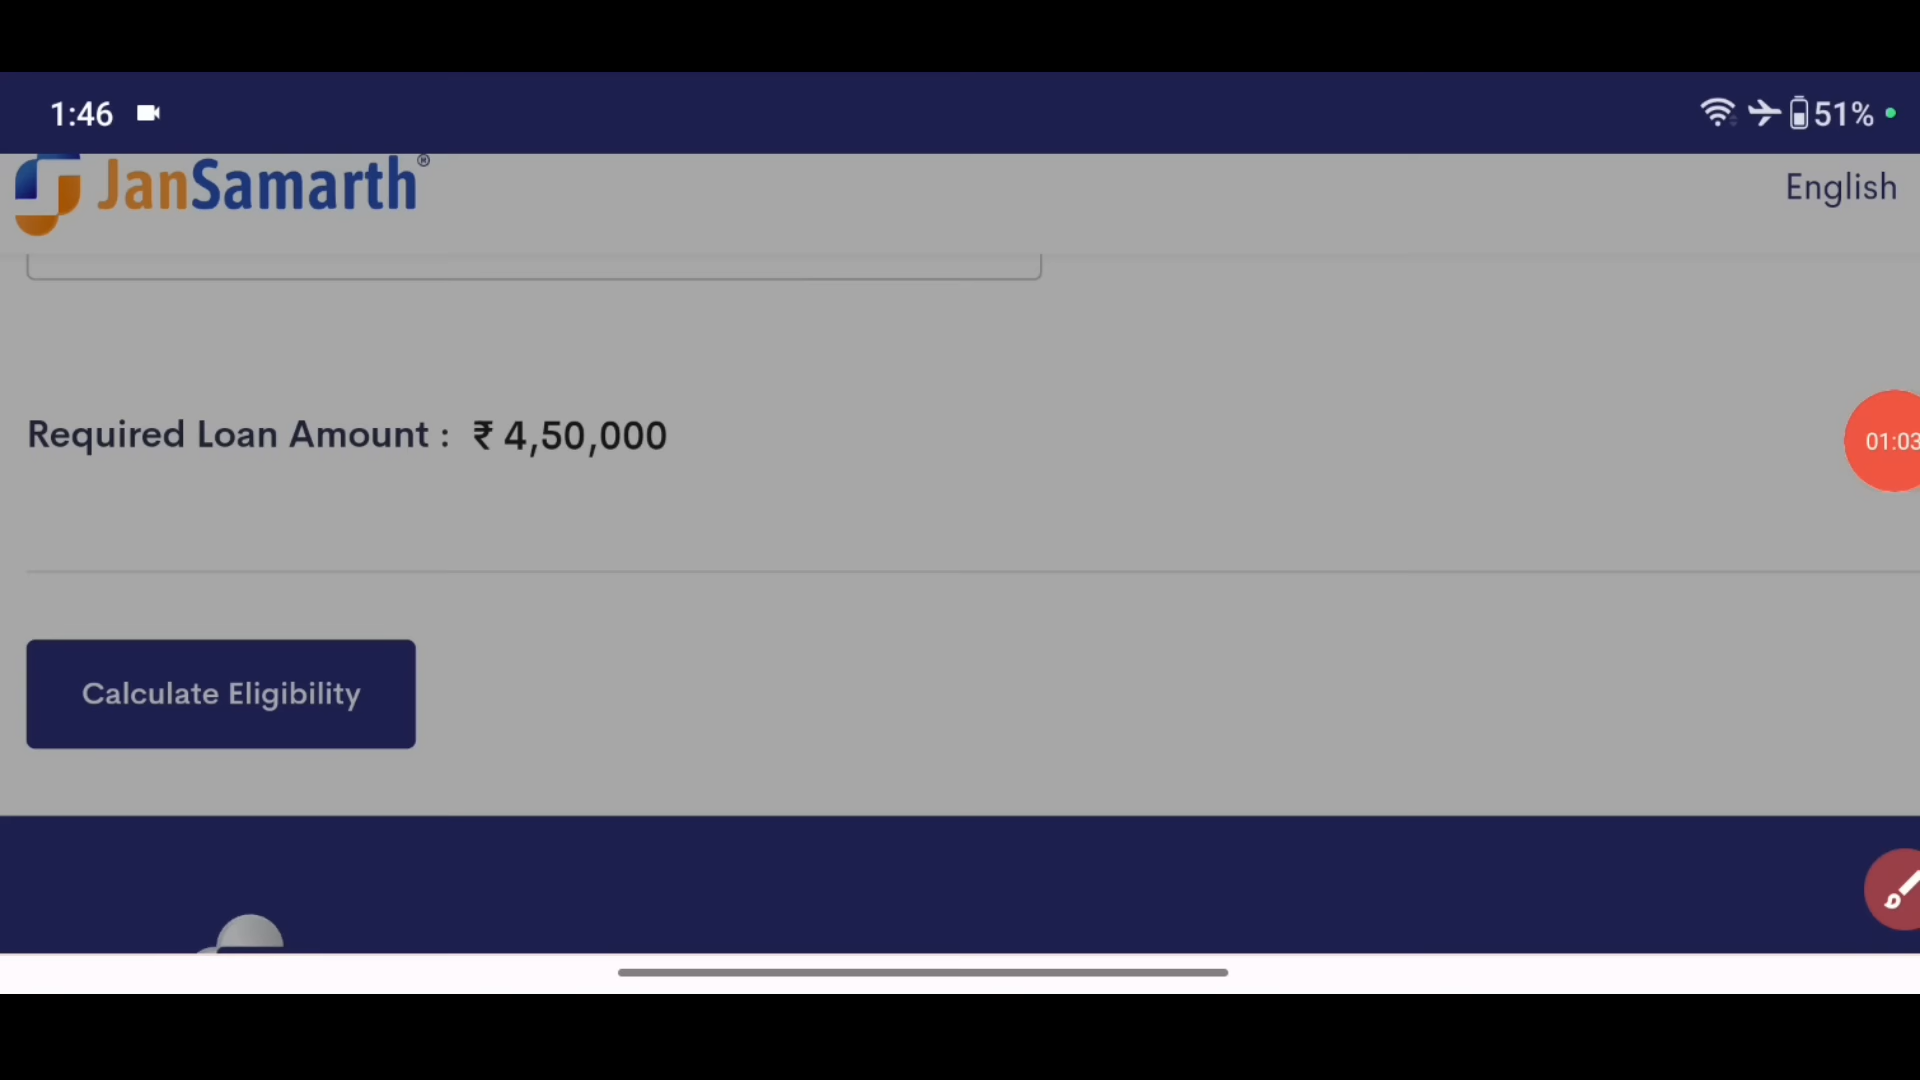 1:46
51%
JanSamarth®
English
Required Loan Amount : ₹ 4,50,000
01:03
Calculate Eligibility